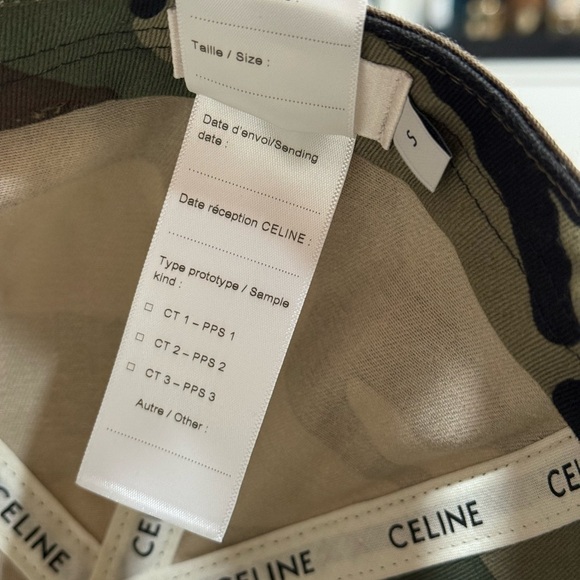 Taille / Size :
Date d'envoi/Sending
date :
Date réception CELINE :
Type prototype / Sample
kind :
CT 1 – PPS 1
CT 2 – PPS 2
CT 3 – PPS 3
Autre / Other :
S
CELINE
CELINE
CELINE
CE
CEL